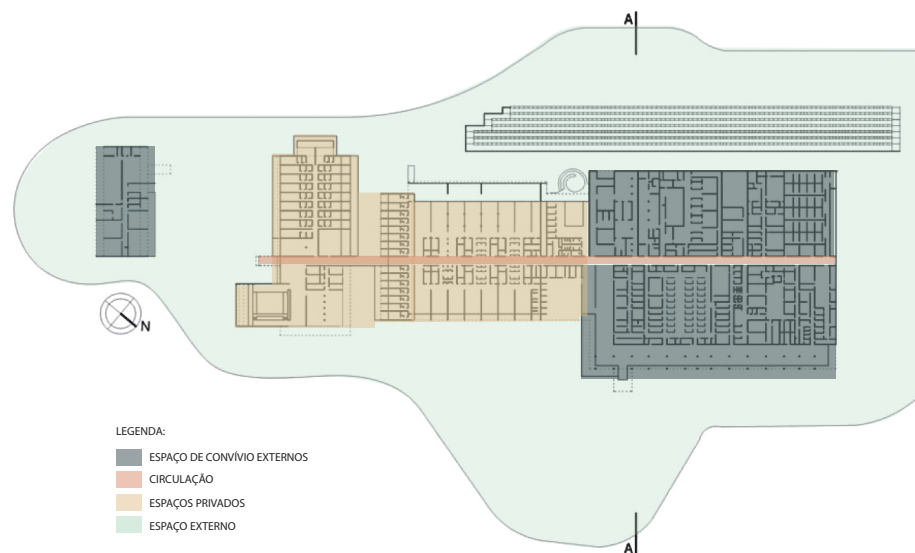 A
N
LEGENDA:
ESPAÇO DE CONVÍVIO EXTERNOS
CIRCULAÇÃO
ESPAÇOS PRIVADOS
ESPAÇO EXTERNO
A